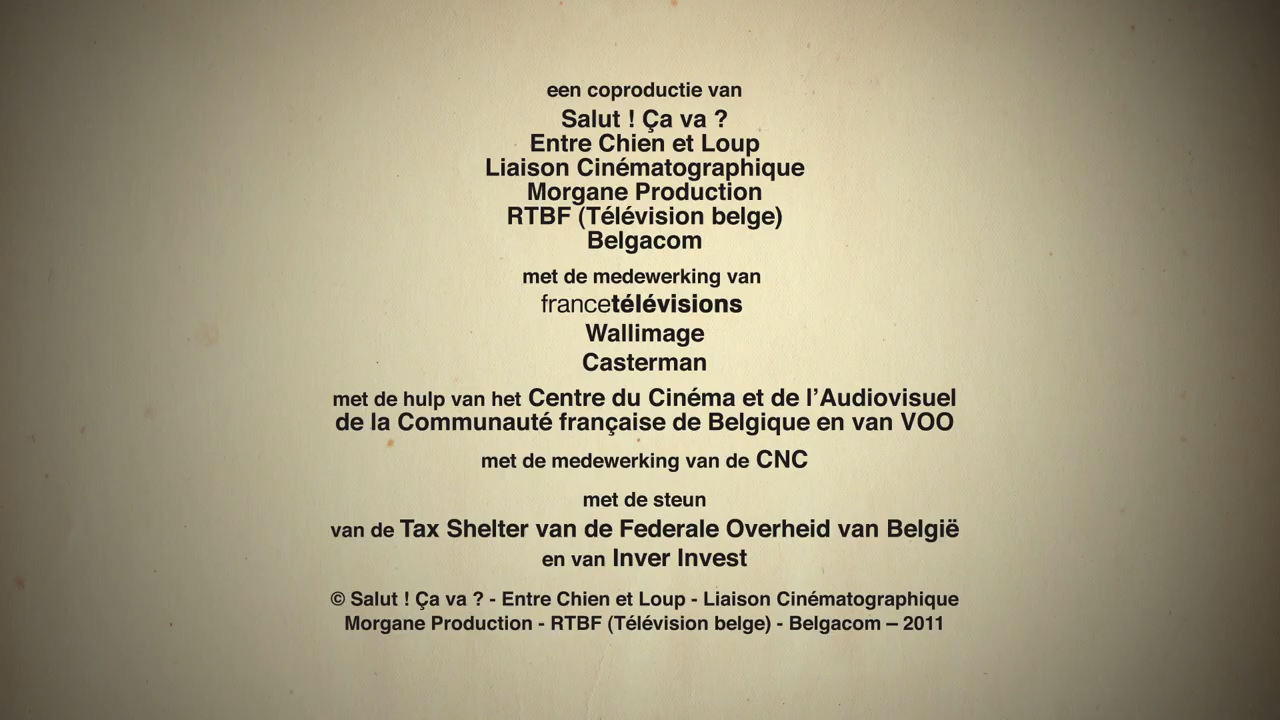 een coproductie van
Salut ! Ça va ?
Entre Chien et Loup
Liaison Cinématographique
Morgane Production
RTBF (Télévision belge)
Belgacom
met de medewerking van
francetélévisions
Wallimage
Casterman
met de hulp van het Centre du Cinéma et de l’Audiovisuel
de la Communauté française de Belgique en van VOO
met de medewerking van de CNC
met de steun
van de Tax Shelter van de Federale Overheid van België
en van Inver Invest
© Salut ! Ça va ? - Entre Chien et Loup - Liaison Cinématographique
Morgane Production - RTBF (Télévision belge) - Belgacom – 2011